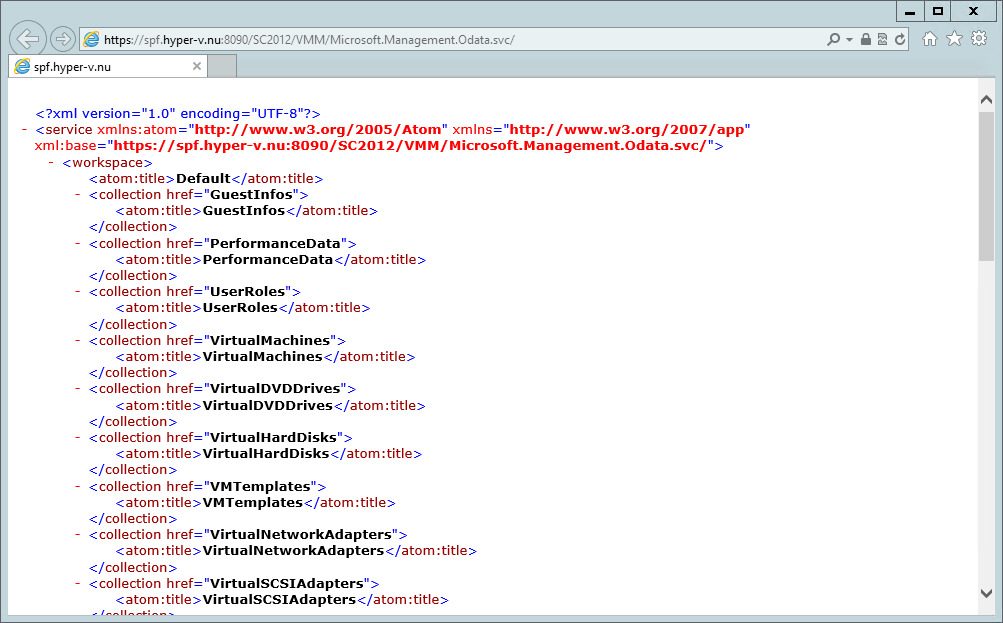 https://spf.hyper-v.nu:8090/SC2012/VMM/Microsoft.Management.Odata.svc/
spf.hyper-v.nu
<?xml version="1.0" encoding="UTF-8"?>
- <service xmlns:atom="http://www.w3.org/2005/Atom" xmlns="http://www.w3.org/2007/app"
xml:base="https://spf.hyper-v.nu:8090/SC2012/VMM/Microsoft.Management.Odata.svc/">
- <workspace>
<atom:title>Default</atom:title>
- <collection href="GuestInfos">
<atom:title>GuestInfos</atom:title>
</collection>
- <collection href="PerformanceData">
<atom:title>PerformanceData</atom:title>
</collection>
- <collection href="UserRoles">
<atom:title>UserRoles</atom:title>
</collection>
- <collection href="VirtualMachines">
<atom:title>VirtualMachines</atom:title>
</collection>
- <collection href="VirtualDVDDrives">
<atom:title>VirtualDVDDrives</atom:title>
</collection>
- <collection href="VirtualHardDisks">
<atom:title>VirtualHardDisks</atom:title>
</collection>
- <collection href="VMTemplates">
<atom:title>VMTemplates</atom:title>
</collection>
- <collection href="VirtualNetworkAdapters">
<atom:title>VirtualNetworkAdapters</atom:title>
</collection>
- <collection href="VirtualSCSIAdapters">
<atom:title>VirtualSCSIAdapters</atom:title>
</collection>